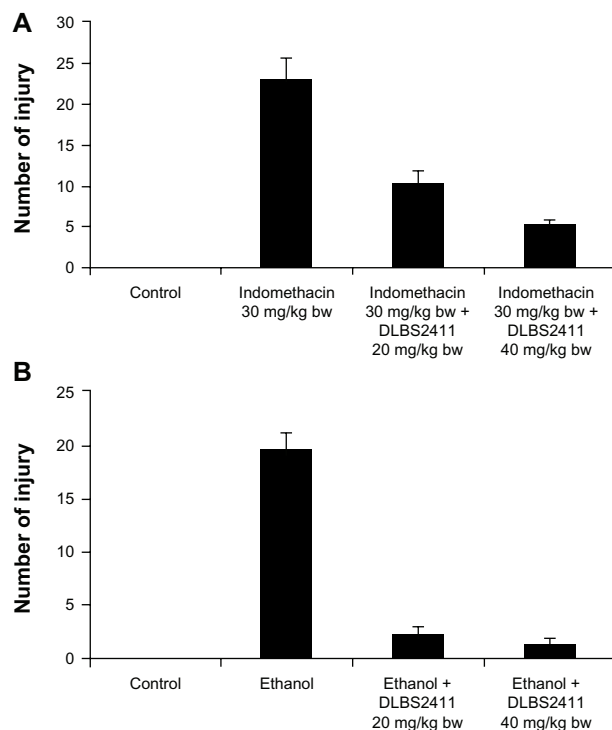 A
Number of injury
30
25
20
15
10
5
0
Control
Indomethacin
30 mg/kg bw
Indomethacin
30 mg/kg bw +
DLBS2411
20 mg/kg bw
Indomethacin
30 mg/kg bw +
DLBS2411
40 mg/kg bw
B
Number of injury
25
20
15
10
5
0
Control
Ethanol
Ethanol +
DLBS2411
20 mg/kg bw
Ethanol +
DLBS2411
40 mg/kg bw